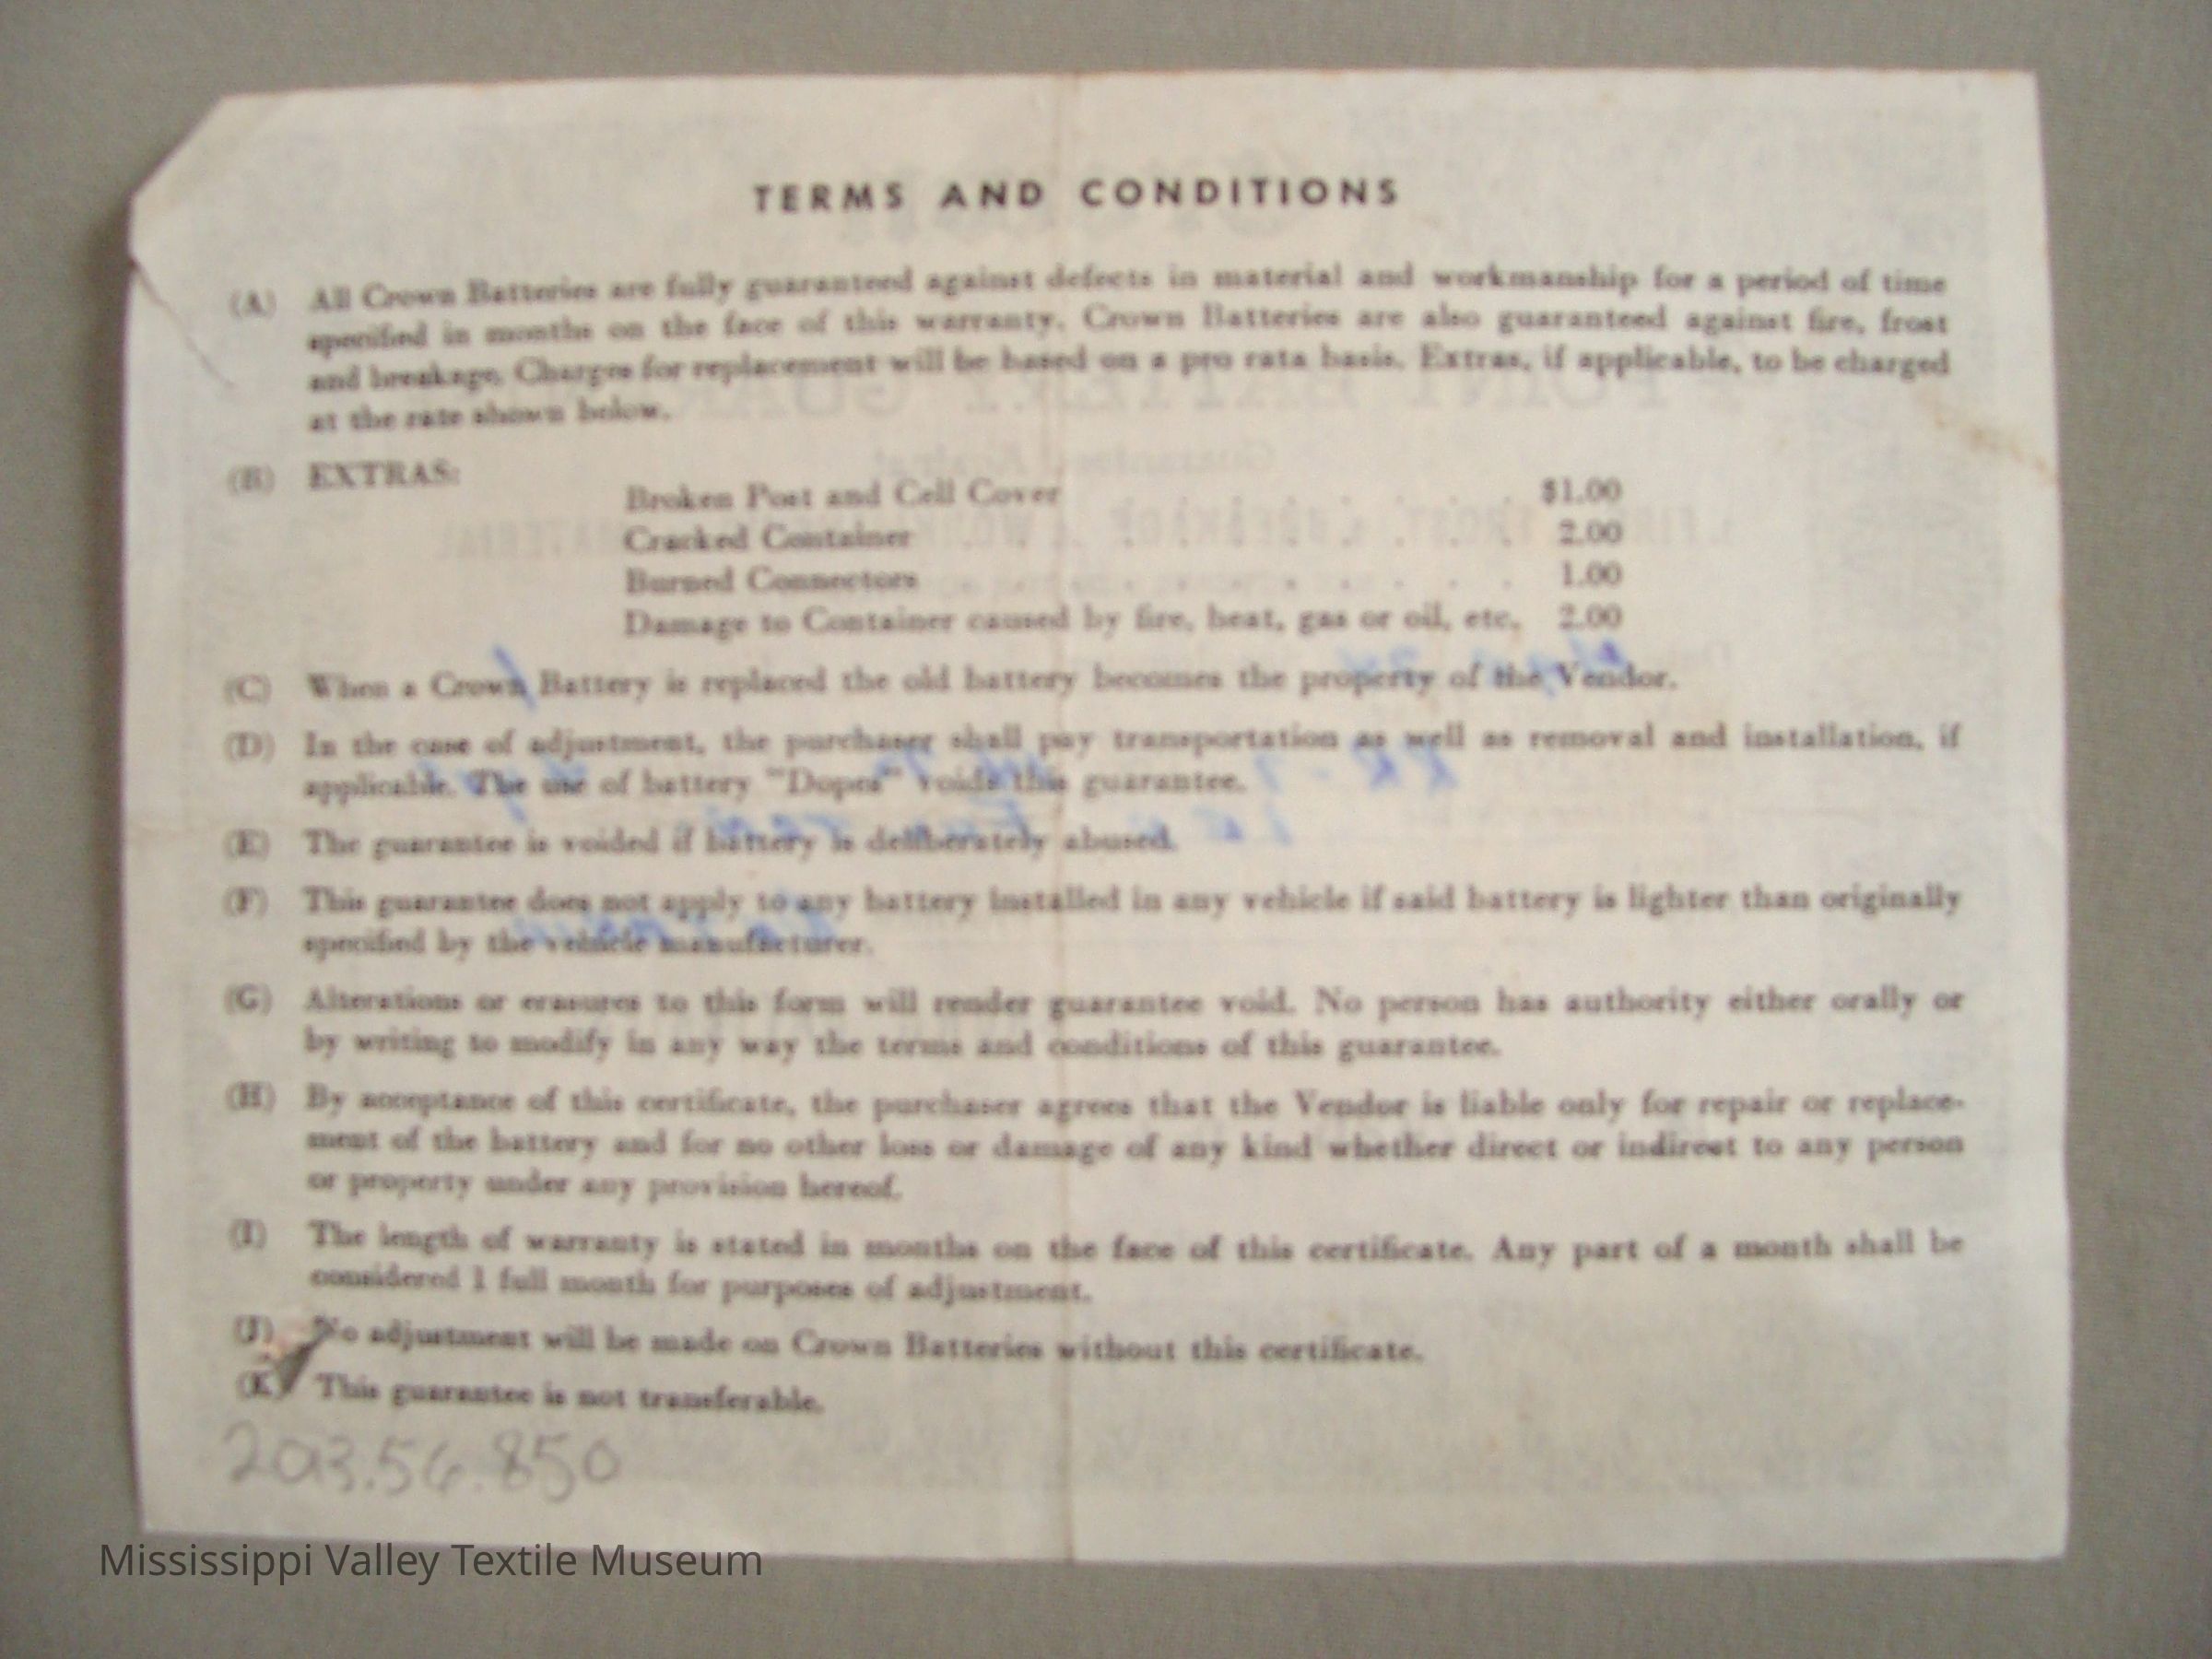 TERMS AND CONDITIONS
(A) All Crown Batteries are fully guaranteed against defects in material and workmanship for a period of time
specified in months on the face of this warranty. Crown Batteries are also guaranteed against fire, frost
and breakage. Charges for replacement will be based on a pro rata basis. Extras, if applicable, to be charged
at the rate shown below.
(B) EXTRAS:
Broken Post and Cell Cover $1.00
Cracked Container . . . . . . . . 2.00
Burned Connectors . . . . . . . . 1.00
Damage to Container caused by fire, heat, gas or oil, etc. 2.00
(C) When a Crown Battery is replaced the old battery becomes the property of the Vendor.
(D) In the case of adjustment, the purchaser shall pay transportation as well as removal and installation, if
applicable. The use of battery "Dopes" voids this guarantee.
(E) The guarantee is voided if battery is deliberately abused.
(F) This guarantee does not apply to any battery installed in any vehicle if said battery is lighter than originally
specified by the vehicle manufacturer.
(G) Alterations or erasures to this form will render guarantee void. No person has authority either orally or
by writing to modify in any way the terms and conditions of this guarantee.
(H) By acceptance of this certificate, the purchaser agrees that the Vendor is liable only for repair or replace-
ment of the battery and for no other loss or damage of any kind whether direct or indirect to any person
or property under any provision hereof.
(I) The length of warranty is stated in months on the face of this certificate. Any part of a month shall be
considered 1 full month for purposes of adjustment.
(J) No adjustment will be made on Crown Batteries without this certificate.
(K) This guarantee is not transferable.
203.56.850
Mississippi Valley Textile Museum